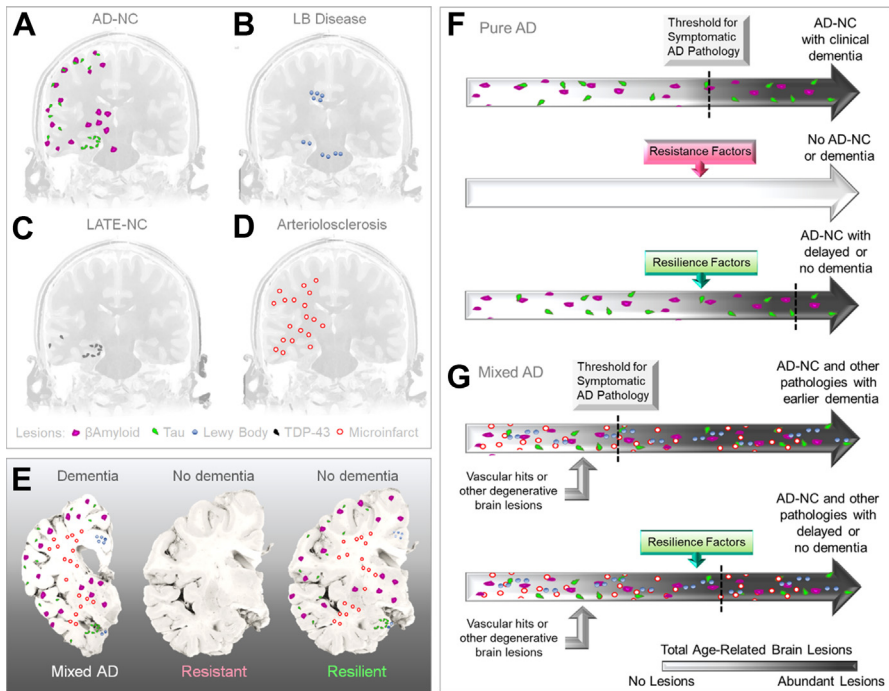 A
AD-NC
B
LB Disease
C
LATE-NC
D
Arteriolosclerosis
Lesions: βAmyloid Tau Lewy Body TDP-43 Microinfarct
E
Dementia
No dementia
No dementia
Mixed AD
Resistant
Resilient
F
Pure AD
Threshold for
Symptomatic
AD Pathology
AD-NC
with clinical
dementia
Resistance Factors
No AD-NC
or dementia
Resilience Factors
AD-NC with
delayed or
no dementia
G
Mixed AD
Threshold for
Symptomatic
AD Pathology
AD-NC and other
pathologies with
earlier dementia
Vascular hits or
other degenerative
brain lesions
Resilience Factors
AD-NC and other
pathologies with
delayed or
no dementia
Vascular hits or
other degenerative
brain lesions
Total Age-Related Brain Lesions
No Lesions
Abundant Lesions